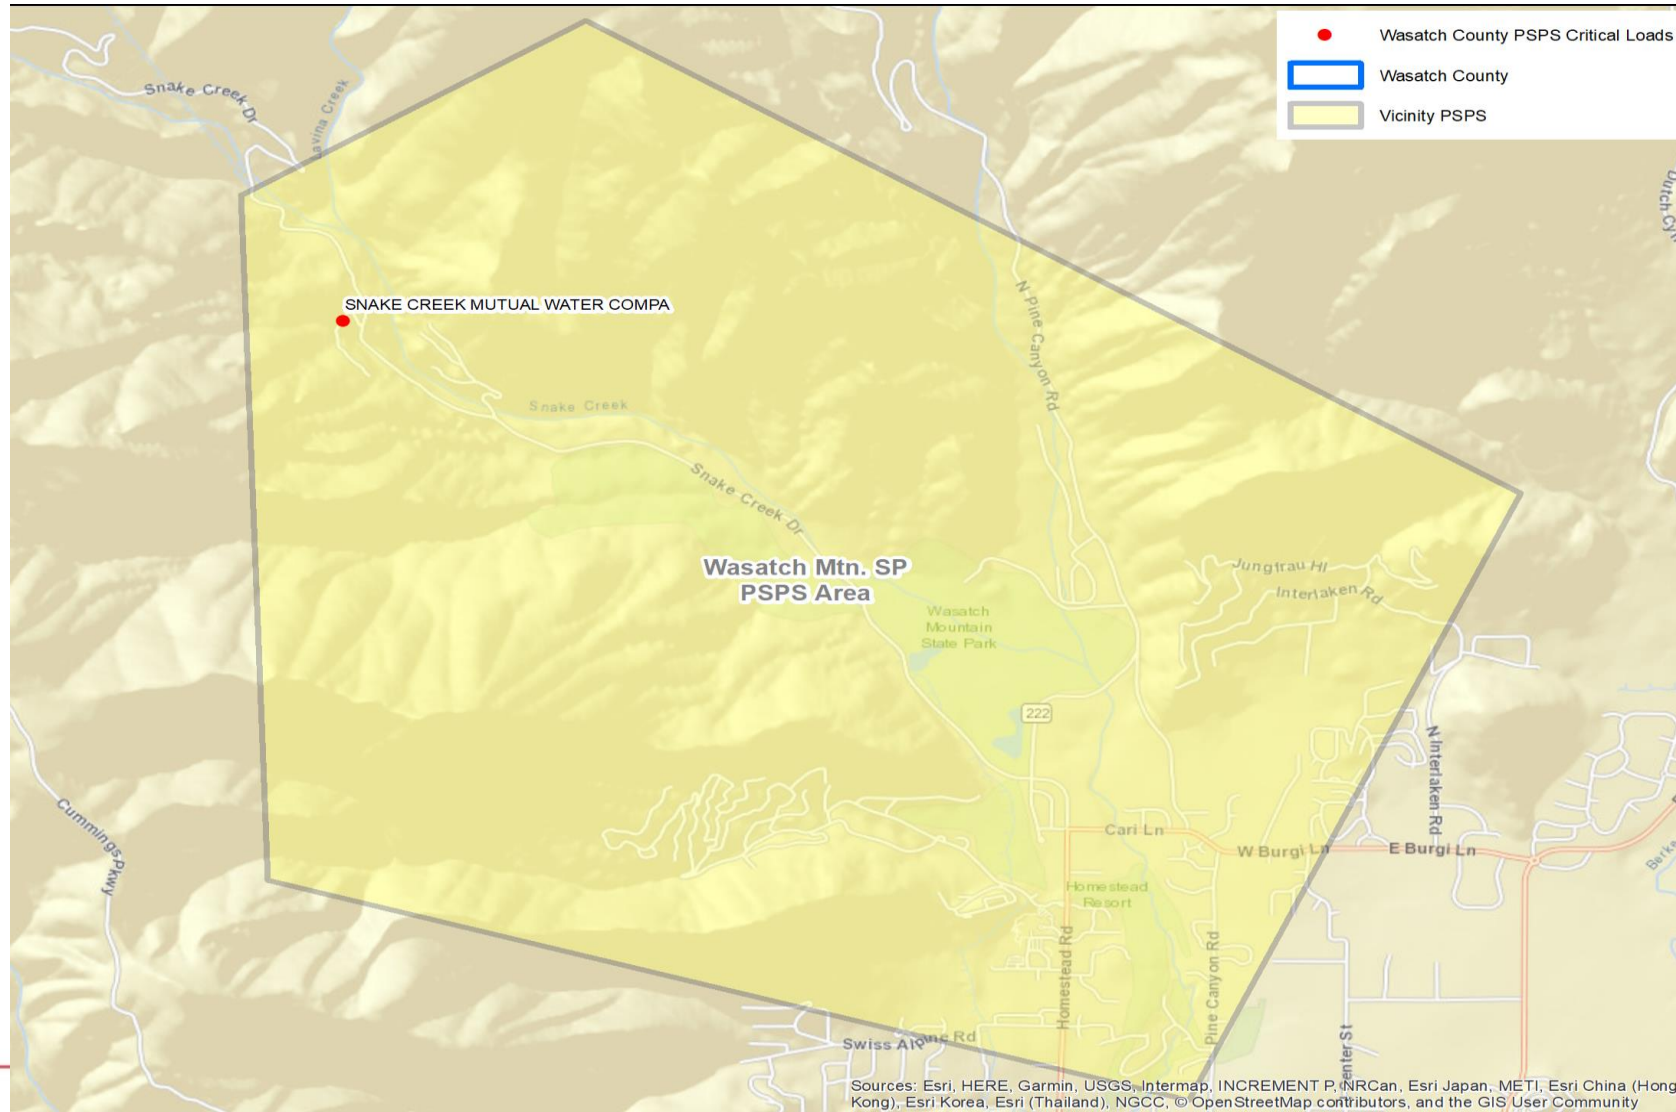 Wasatch County PSPS Critical Loads
Wasatch County
Vicinity PSPS
Snake Creek Dr
Lavina Creek
Dutch Cyn
SNAKE CREEK MUTUAL WATER COMPA
N Pine Canyon Rd
Snake Creek
Snake Creek Dr
Wasatch Mtn. SP
PSPS Area
Jungfrau Hl
Interlaken Rd
Wasatch
Mountain
State Park
222
N Interlaken Rd
Cummings Pkwy
Cari Ln
W Burgi Ln
E Burgi Ln
Homestead
Resort
Homestead Rd
Pine Canyon Rd
Swiss Alpine Rd
Center St
Sources: Esri, HERE, Garmin, USGS, Intermap, INCREMENT P, NRCan, Esri Japan, METI, Esri China (Hong
Kong), Esri Korea, Esri (Thailand), NGCC, © OpenStreetMap contributors, and the GIS User Community